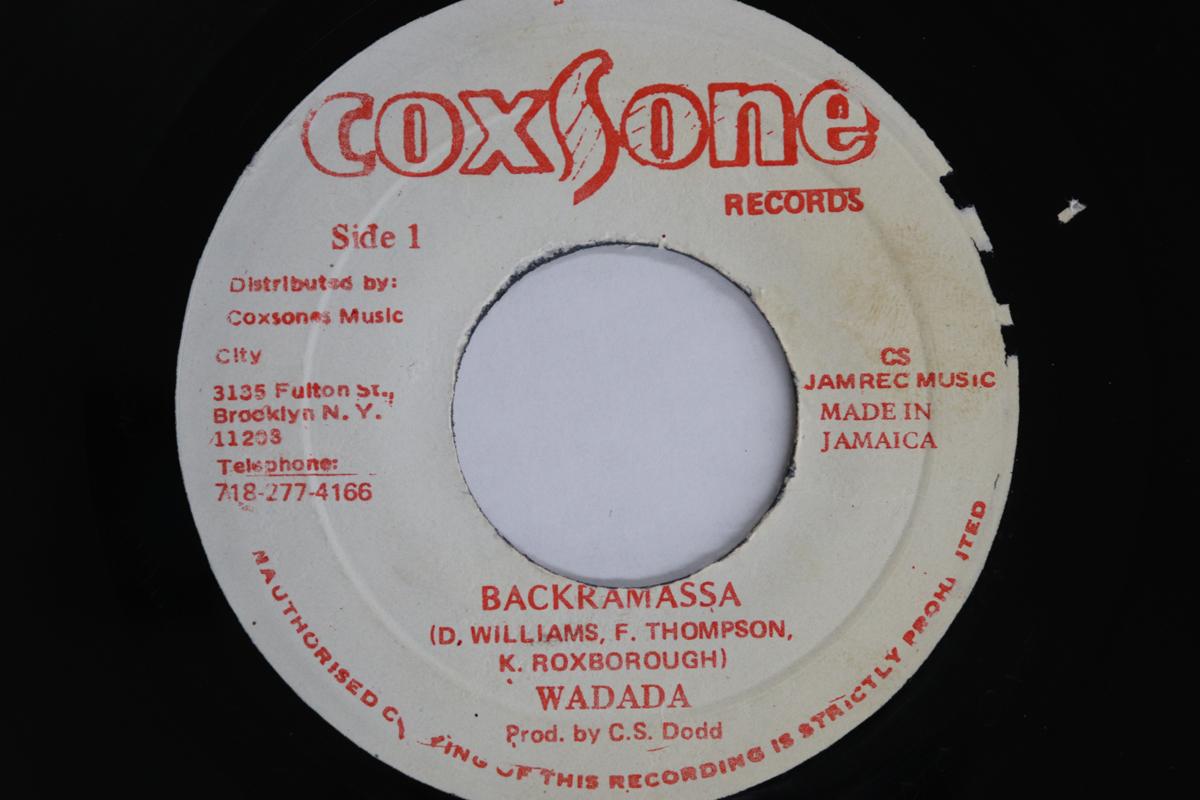 coxsone
RECORDS
Side 1
Distributed by:
Coxsones Music
City
3135 Fulton St.,
Brooklyn N. Y.
Telephone:
718-277-4166
CS
JAMREC MUSIC
MADE IN
JAMAICA
BACKRAMASSA
(D. WILLIAMS, F. THOMPSON,
K. ROXBOROUGH)
WADADA
Prod. by C.S. Dodd
NAUTHORISED OF THIS RECORDING IS STRICTLY